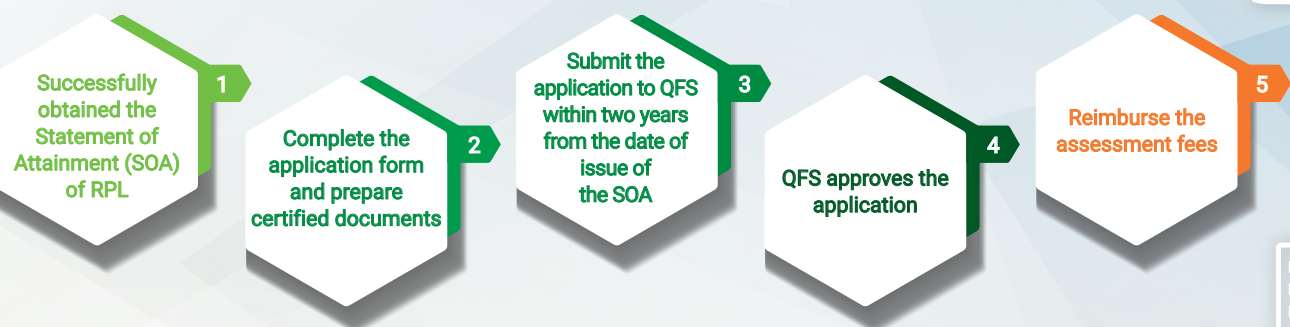 Successfully
obtained the
Statement of
Attainment (SOA)
of RPL
1
Complete the
application form
and prepare
certified documents
2
Submit the
application to QFS
within two years
from the date of
issue of
the SOA
3
QFS approves the
application
4
Reimburse the
assessment fees
5